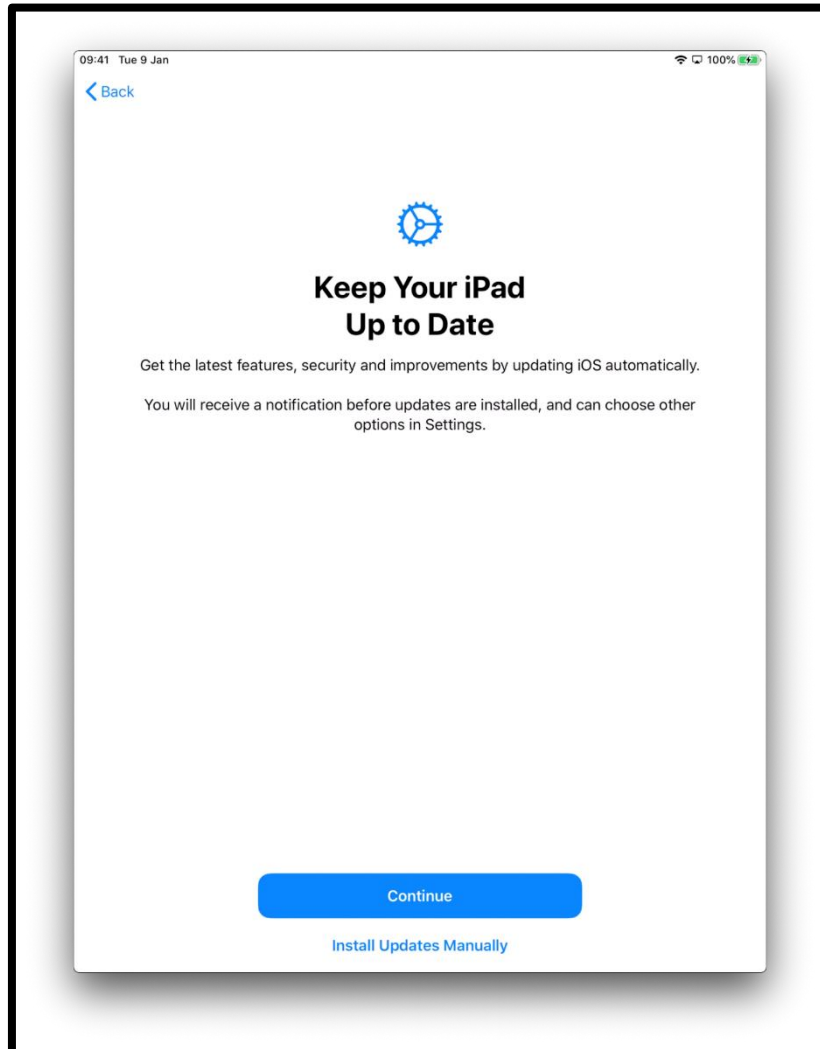 09:41 Tue 9 Jan 100%
Back
Keep Your iPad
Up to Date
Get the latest features, security and improvements by updating iOS automatically.
You will receive a notification before updates are installed, and can choose other
options in Settings.
Continue
Install Updates Manually